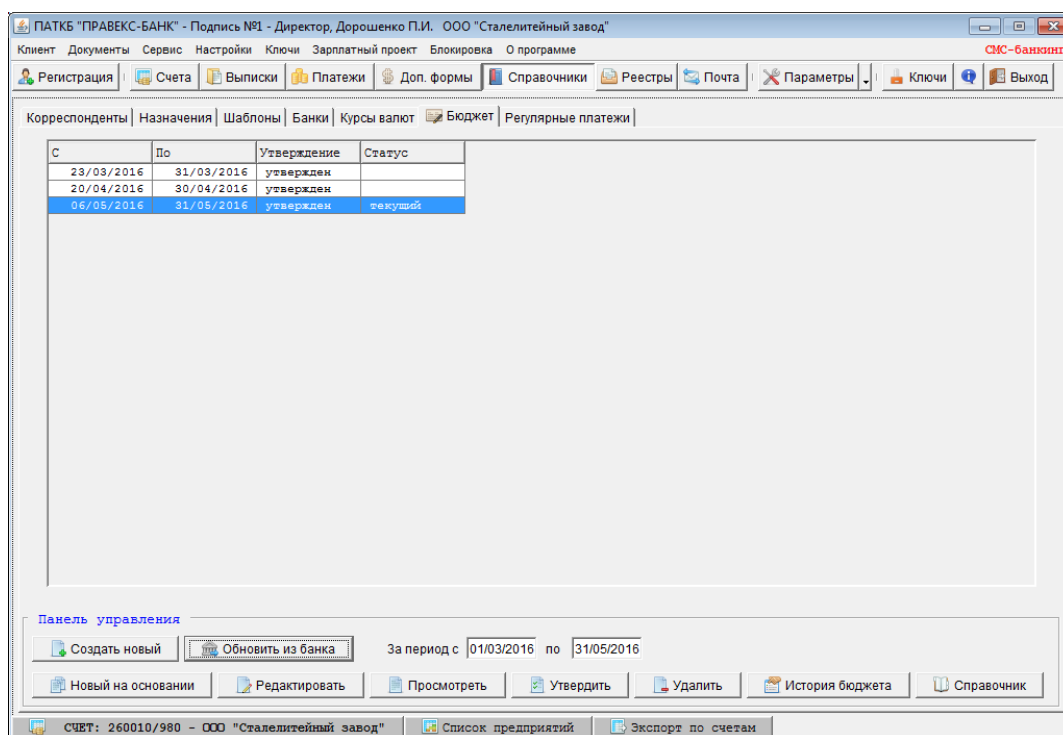 ПАТКБ "ПРАВЕКС-БАНК" - Подпись №1 - Директор, Дорошенко П.И. ООО "Сталелитейный завод"
Клиент Документы Сервис Настройки Ключи Зарплатный проект Блокировка О программе СМС-банкинг
Регистрация Счета Выписки Платежи Доп. формы Справочники Реестры Почта Параметры Ключи Выход
Корреспонденты Назначения Шаблоны Банки Курсы валют Бюджет Регулярные платежи
С По Утверждение Статус
23/03/2016 31/03/2016 утвержден
20/04/2016 30/04/2016 утвержден
06/05/2016 31/05/2016 утвержден текущий
Панель управления
Создать новый Обновить из банка За период с 01/03/2016 по 31/05/2016
Новый на основании Редактировать Просмотреть Утвердить Удалить История бюджета Справочник
СЧЕТ: 260010/980 - ООО "Сталелитейный завод" Список предприятий Экспорт по счетам